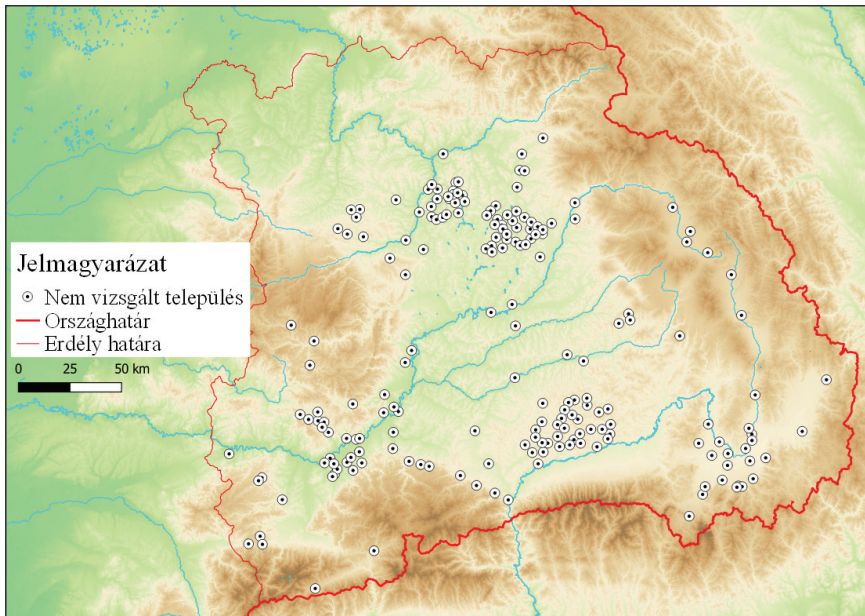 Jelmagyarázat
Nem vizsgált település
Országhatár
Erdély határa
0 25 50 km